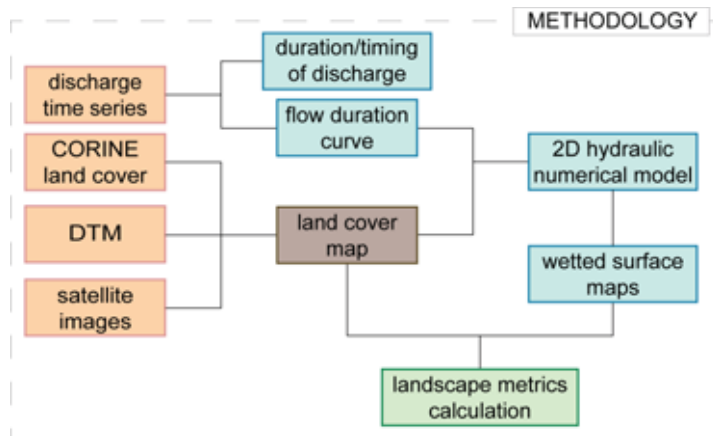 METHODOLOGY
duration/timing
of discharge
discharge
time series
flow duration
curve
CORINE
land cover
2D hydraulic
numerical model
DTM
land cover
map
wetted surface
maps
satellite
images
landscape metrics
calculation